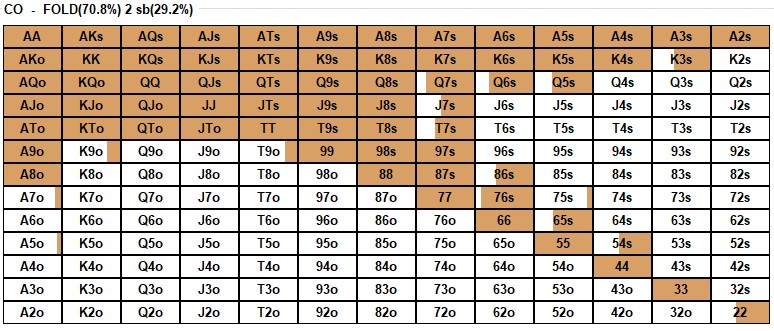 CO - FOLD(70.8%) 2 sb(29.2%)
AA AKs AQs AJs ATs A9s A8s A7s A6s A5s A4s A3s A2s
AKo KK KQs KJs KTs K9s K8s K7s K6s K5s K4s K3s K2s
AQo KQo QQ QJs QTs Q9s Q8s Q7s Q6s Q5s Q4s Q3s Q2s
AJo KJo QJo JJ JTs J9s J8s J7s J6s J5s J4s J3s J2s
ATo KTo QTo JTo TT T9s T8s T7s T6s T5s T4s T3s T2s
A9o K9o Q9o J9o T9o 99 98s 97s 96s 95s 94s 93s 92s
A8o K8o Q8o J8o T8o 98o 88 87s 86s 85s 84s 83s 82s
A7o K7o Q7o J7o T7o 97o 87o 77 76s 75s 74s 73s 72s
A6o K6o Q6o J6o T6o 96o 86o 76o 66 65s 64s 63s 62s
A5o K5o Q5o J5o T5o 95o 85o 75o 65o 55 54s 53s 52s
A4o K4o Q4o J4o T4o 94o 84o 74o 64o 54o 44 43s 42s
A3o K3o Q3o J3o T3o 93o 83o 73o 63o 53o 43o 33 32s
A2o K2o Q2o J2o T2o 92o 82o 72o 62o 52o 42o 32o 22